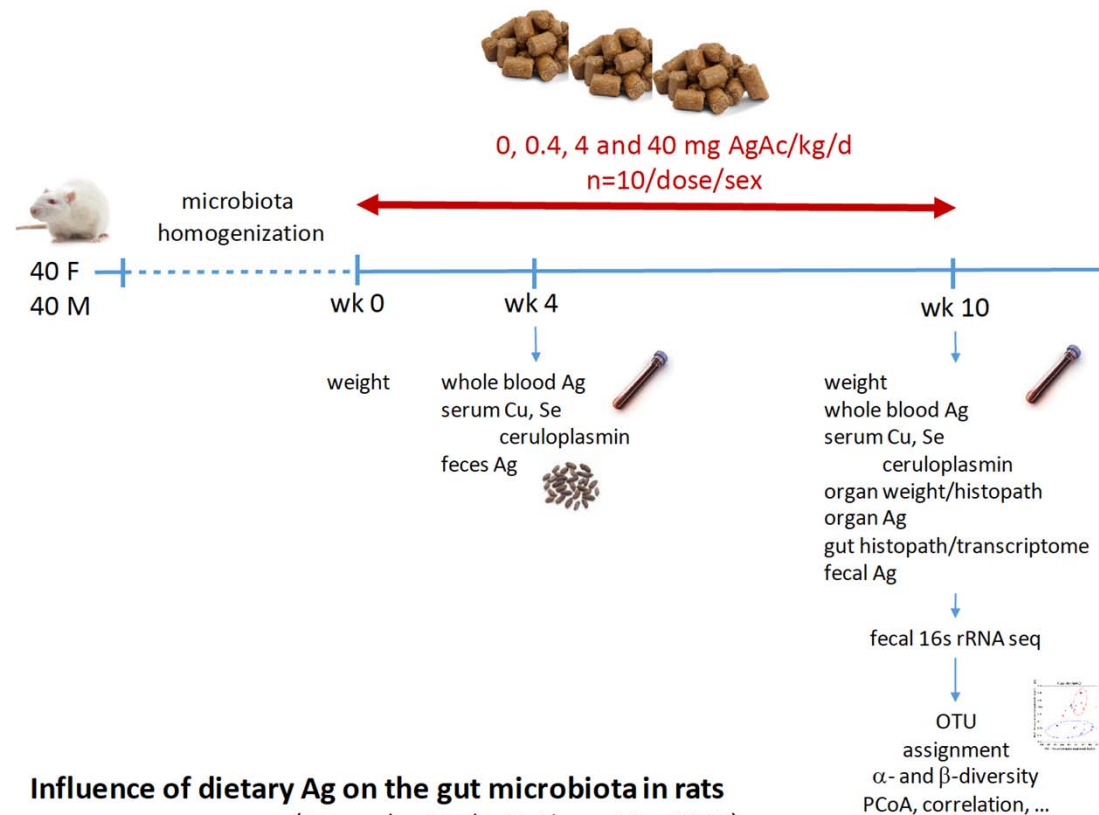 0, 0.4, 4 and 40 mg AgAc/kg/d
n=10/dose/sex
microbiota
homogenization
40 F
40 M
wk 0
wk 4
wk 10
weight
whole blood Ag
serum Cu, Se
ceruloplasmin
feces Ag
weight
whole blood Ag
serum Cu, Se
ceruloplasmin
organ weight/histopath
organ Ag
gut histopath/transcriptome
fecal Ag
fecal 16s rRNA seq
OTU
assignment
α- and β-diversity
PCoA, correlation, ...
Influence of dietary Ag on the gut microbiota in rats